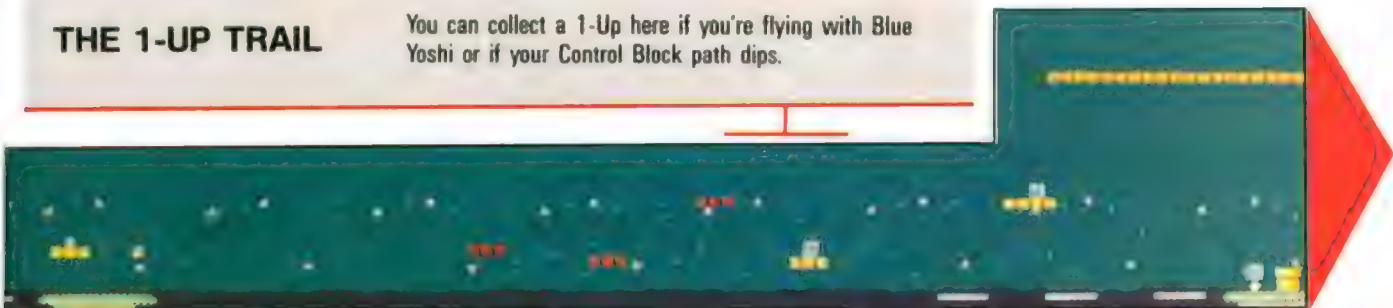 THE 1-UP TRAIL
You can collect a 1-Up here if you're flying with Blue
Yoshi or if your Control Block path dips.